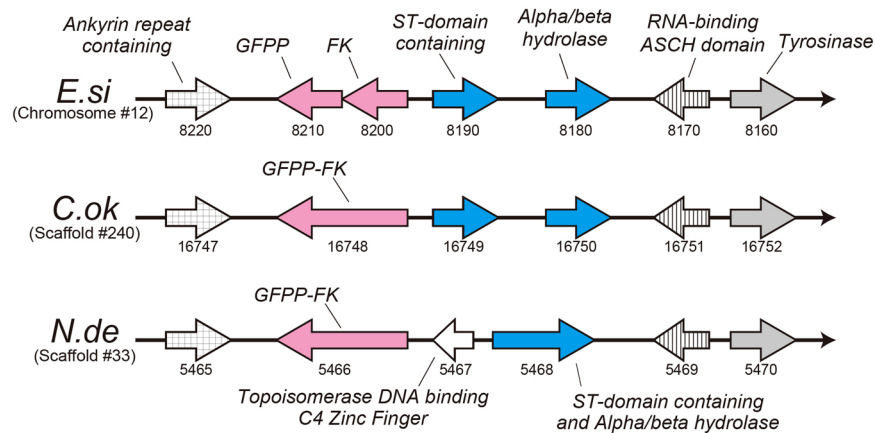 Ankyrin repeat
containing
GFPP
FK
ST-domain
containing
Alpha/beta
hydrolase
RNA-binding
ASCH domain
Tyrosinase
E.si
(Chromosome #12)
8220
8210
8200
8190
8180
8170
8160
GFPP-FK
C.ok
(Scaffold #240)
16747
16748
16749
16750
16751
16752
GFPP-FK
N.de
(Scaffold #33)
5465
5466
5467
5468
5469
5470
Topoisomerase DNA binding
C4 Zinc Finger
ST-domain containing
and Alpha/beta hydrolase